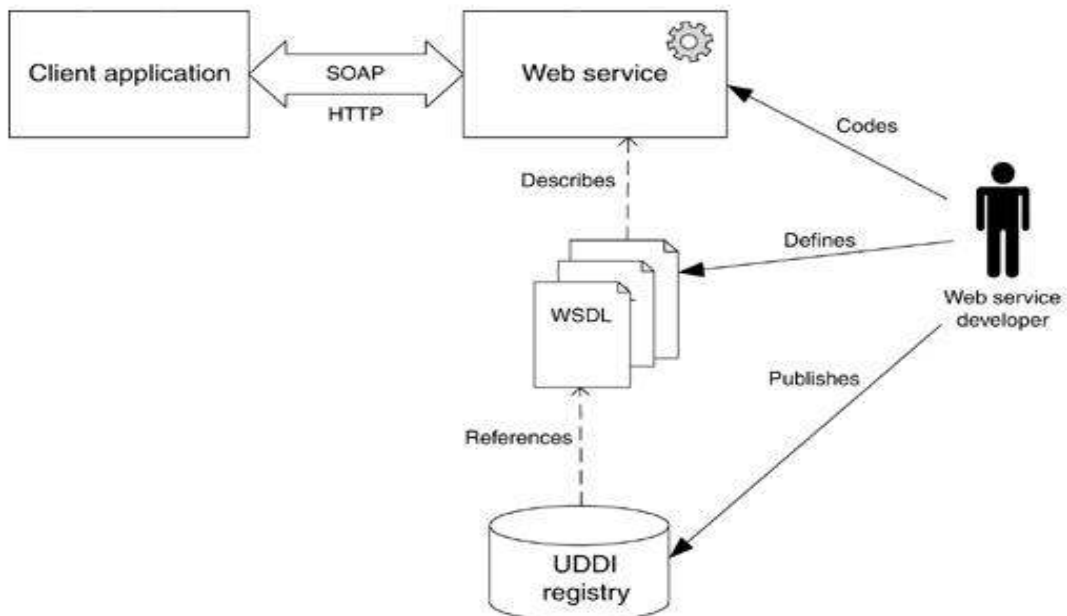 Client application
SOAP
HTTP
Web service
Codes
Describes
Defines
Web service
developer
WSDL
Publishes
References
UDDI
registry